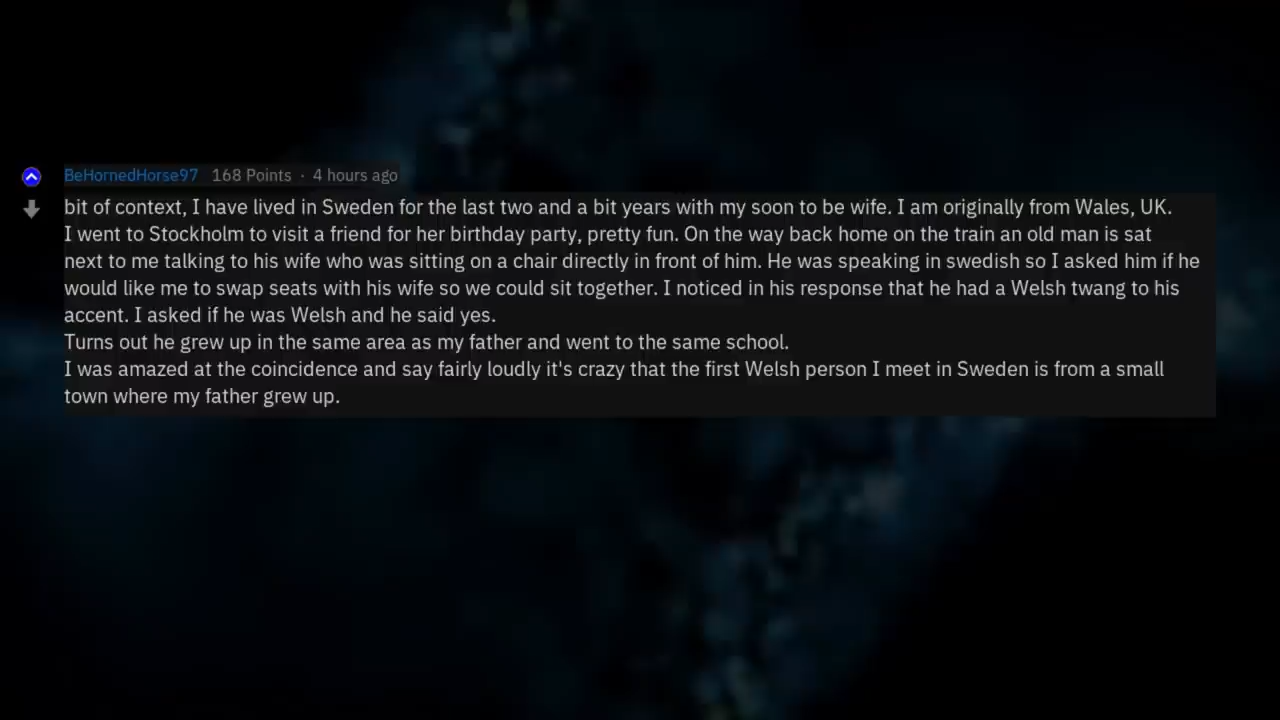 BeHornedHorse97 168 Points · 4 hours ago
bit of context, I have lived in Sweden for the last two and a bit years with my soon to be wife. I am originally from Wales, UK.
I went to Stockholm to visit a friend for her birthday party, pretty fun. On the way back home on the train an old man is sat
next to me talking to his wife who was sitting on a chair directly in front of him. He was speaking in swedish so I asked him if he
would like me to swap seats with his wife so we could sit together. I noticed in his response that he had a Welsh twang to his
accent. I asked if he was Welsh and he said yes.
Turns out he grew up in the same area as my father and went to the same school.
I was amazed at the coincidence and say fairly loudly it's crazy that the first Welsh person I meet in Sweden is from a small
town where my father grew up.